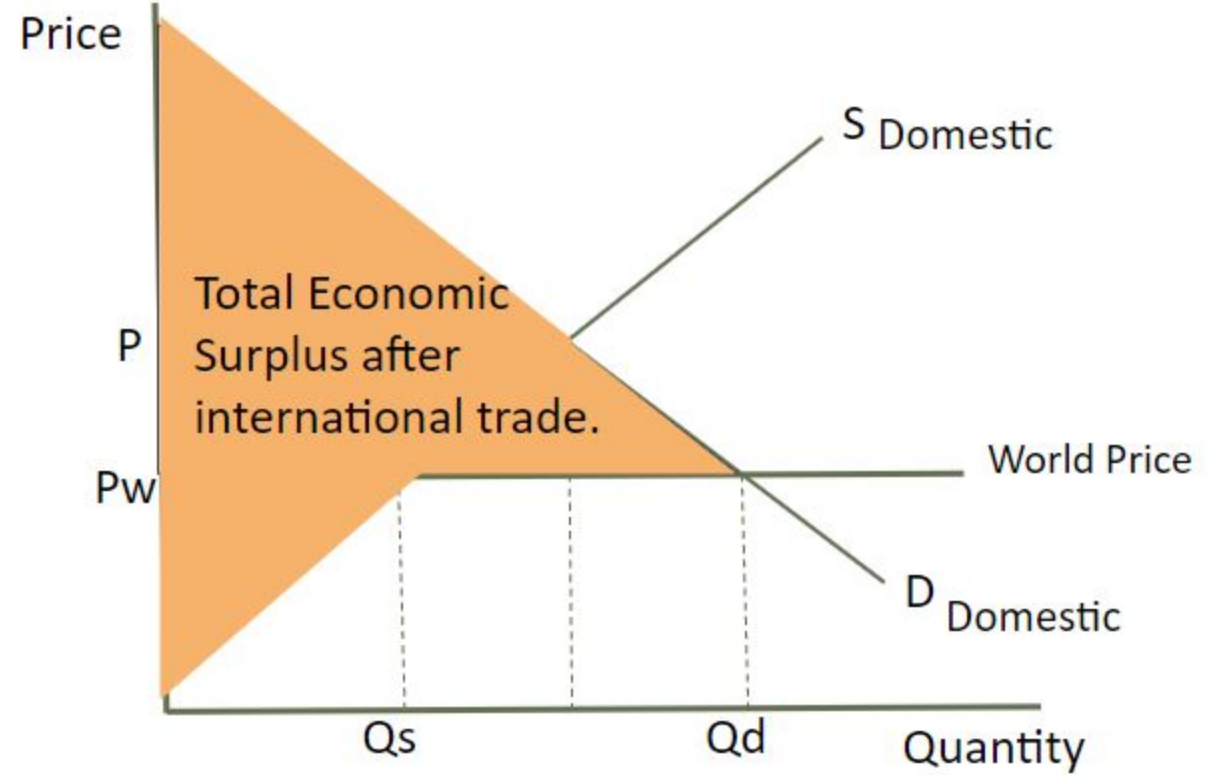 Price
S Domestic
Total Economic
Surplus after
international trade.
P
Pw
World Price
D Domestic
Qs
Qd
Quantity